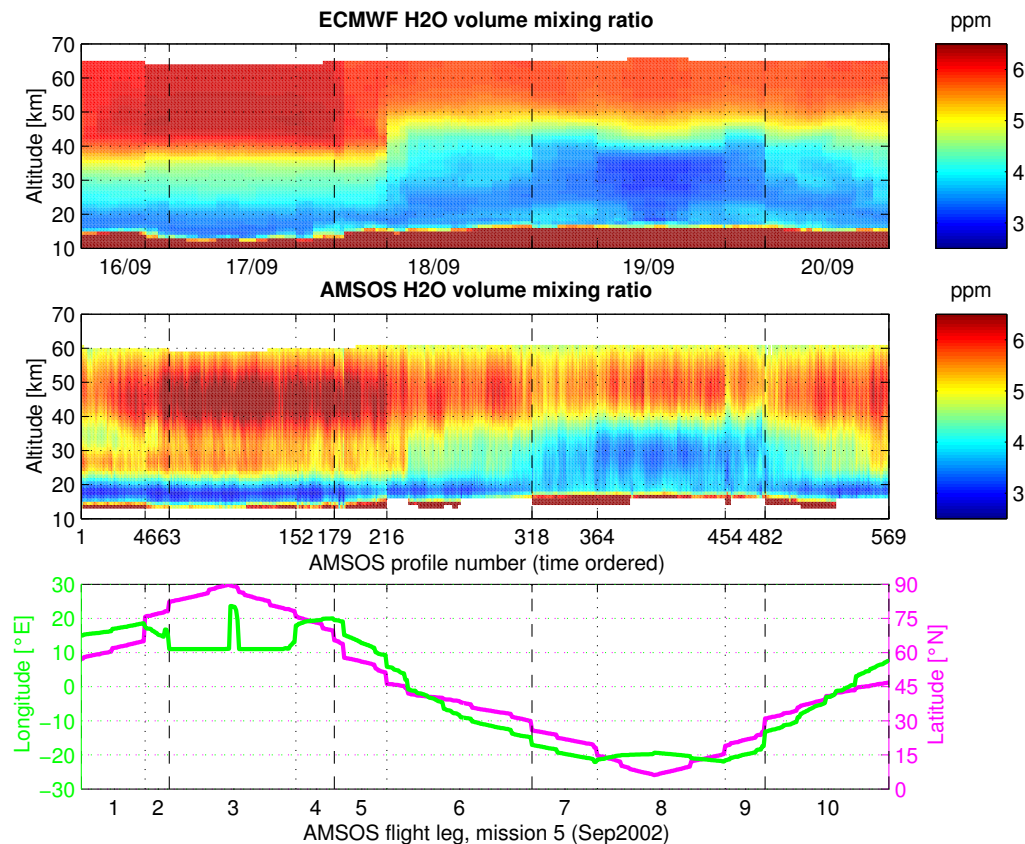 ECMWF H2O volume mixing ratio
ppm
Altitude [km]
70
60
50
40
30
20
10
6
5
4
3
16/09 17/09 18/09 19/09 20/09
AMSOS H2O volume mixing ratio
ppm
Altitude [km]
70
60
50
40
30
20
10
6
5
4
3
1 46 63 152 179 216 318 364 454 482 569
AMSOS profile number (time ordered)
Longitude [°E]
30
20
10
0
−10
−20
−30
90
75
60
45
30
15
0
Latitude [°N]
1 2 3 4 5 6 7 8 9 10
AMSOS flight leg, mission 5 (Sep2002)